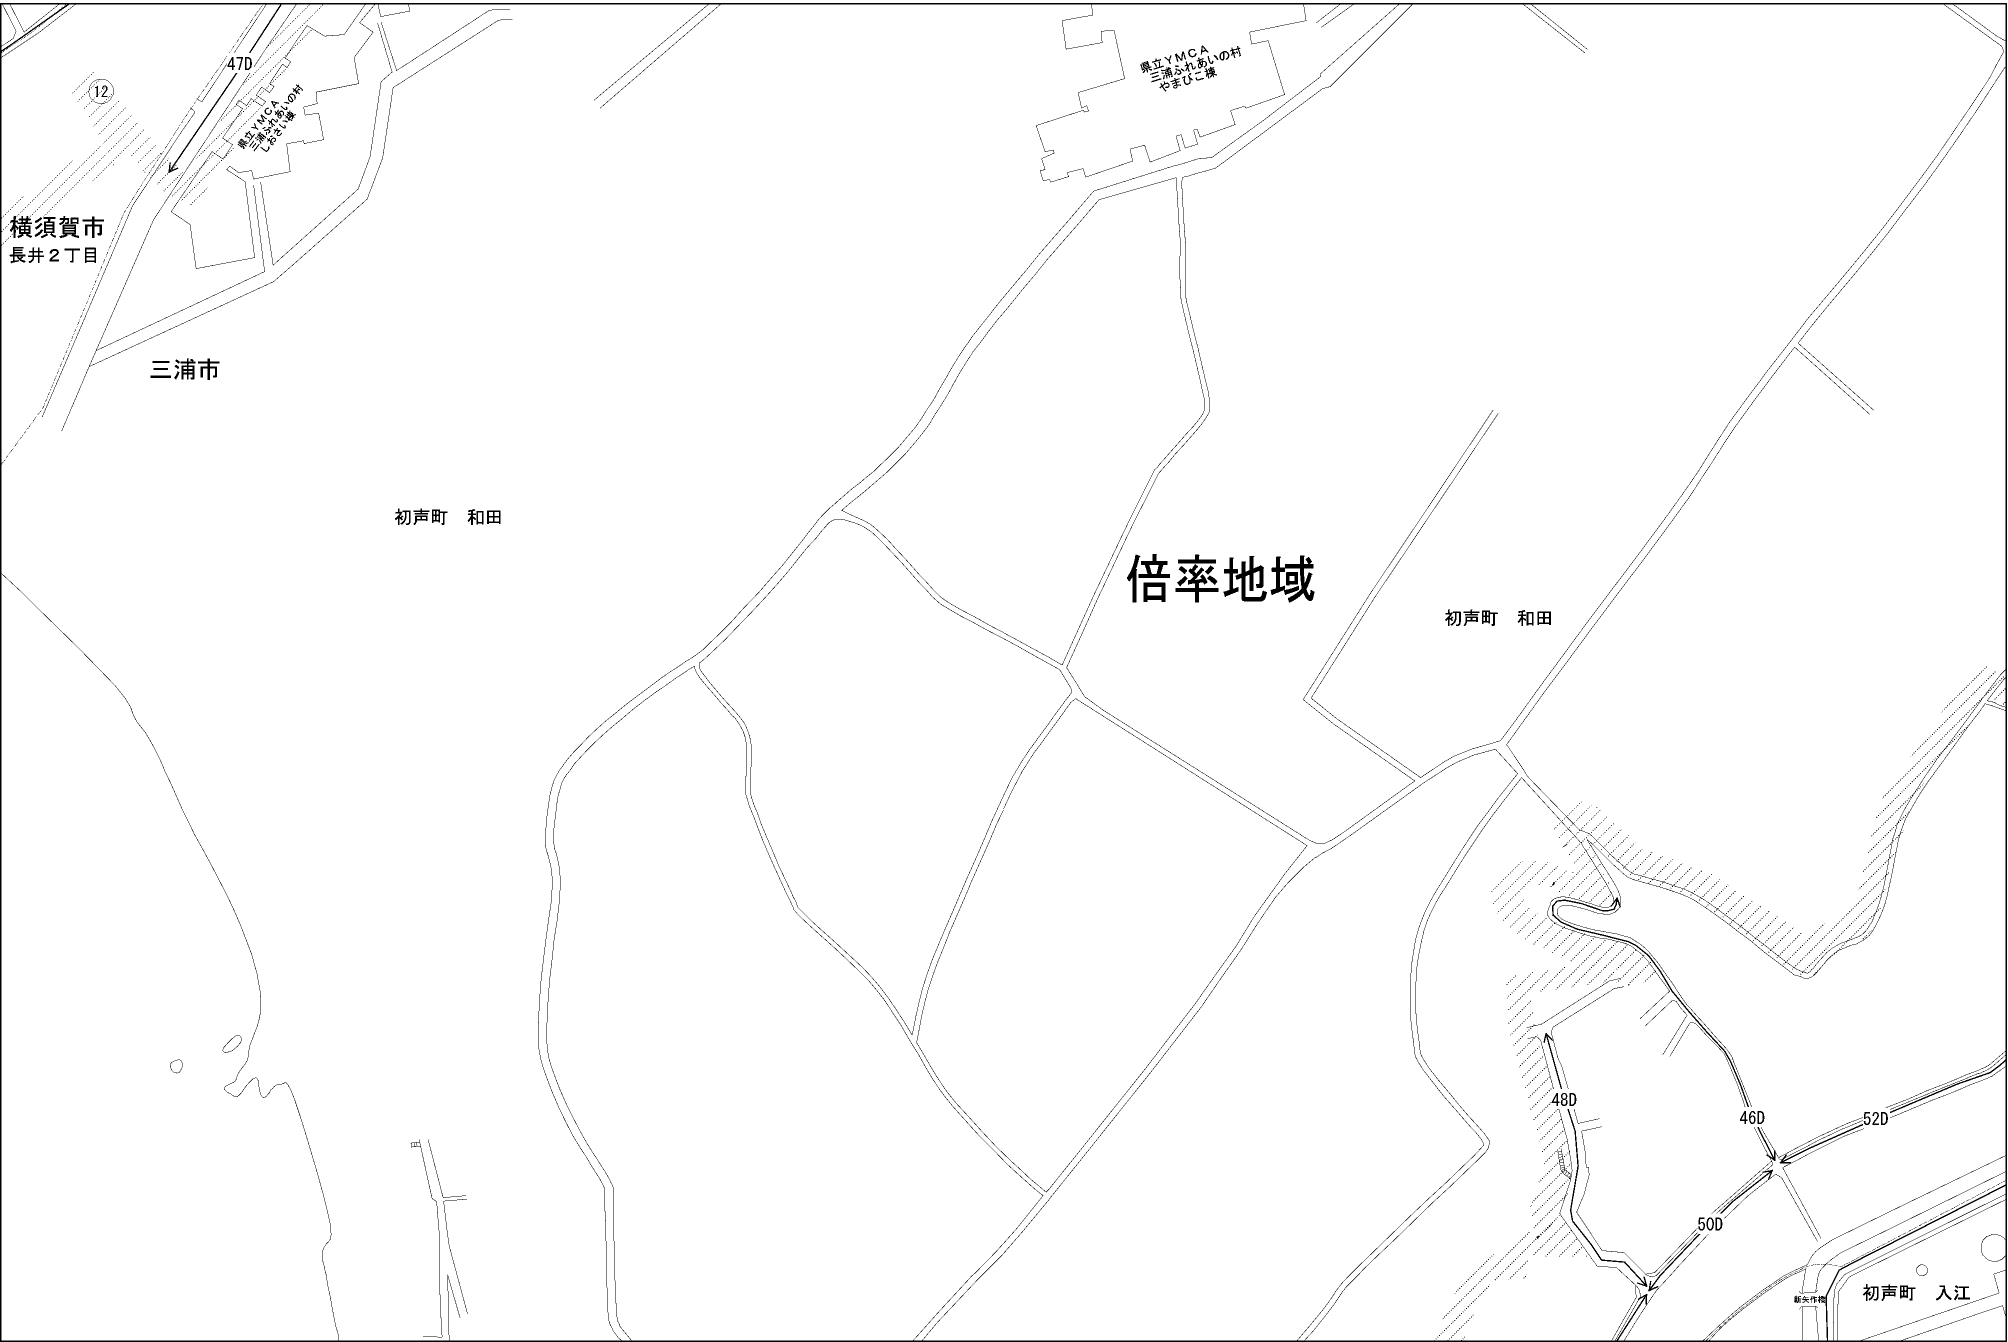 47D
12
県立YMCA
三浦ふれあいの村
しおさい棟
県立YMCA
三浦ふれあいの村
やまびこ棟
横須賀市
長井2丁目
三浦市
初声町 和田
倍率地域
初声町 和田
48D
46D
52D
50D
初声町 入江
新矢作橋